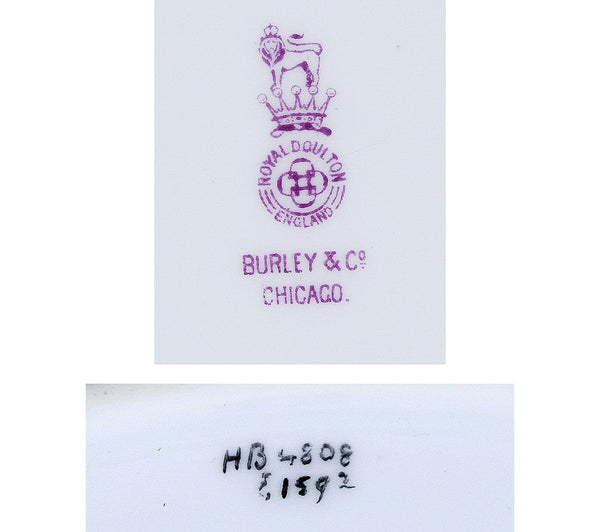 ROYAL DOULTON
ENGLAND
BURLEY & Co
CHICAGO.
HB 4808